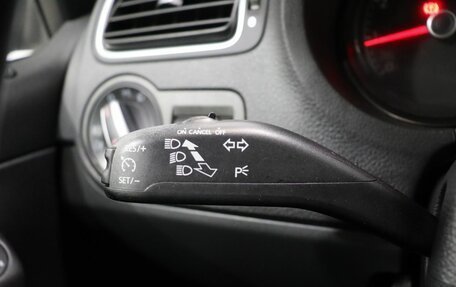 ON CANCEL OFF
RES/+
SET/-
P